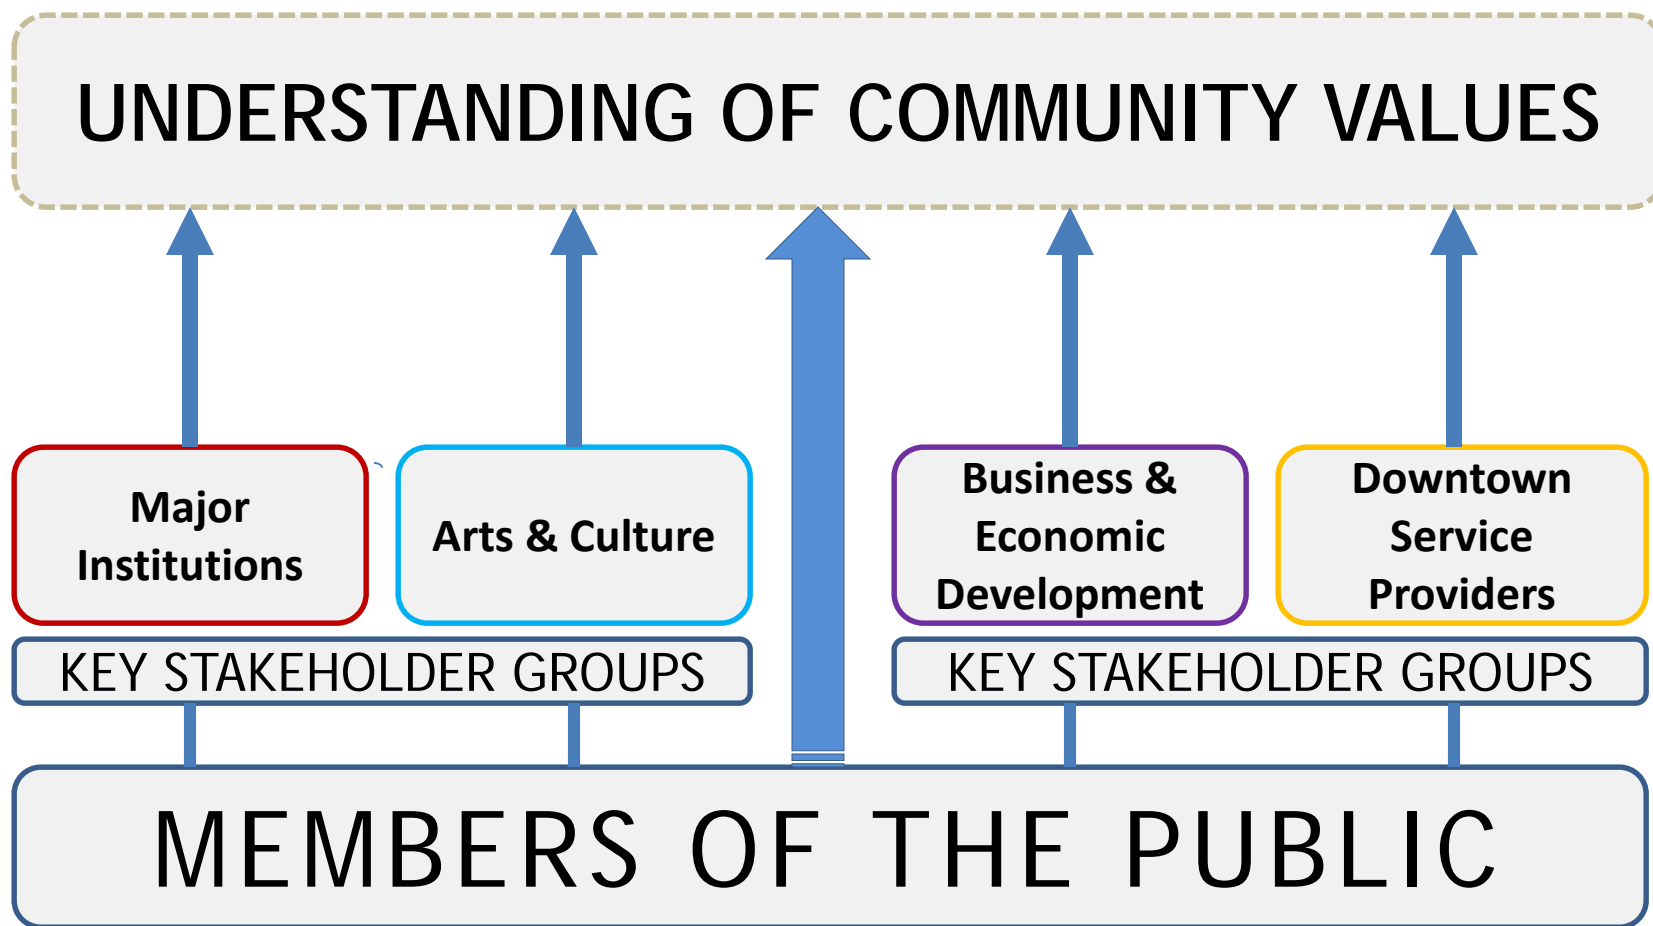 UNDERSTANDING OF COMMUNITY VALUES
Major
Institutions
Arts & Culture
Business &
Economic
Development
Downtown
Service
Providers
KEY STAKEHOLDER GROUPS
KEY STAKEHOLDER GROUPS
MEMBERS OF THE PUBLIC